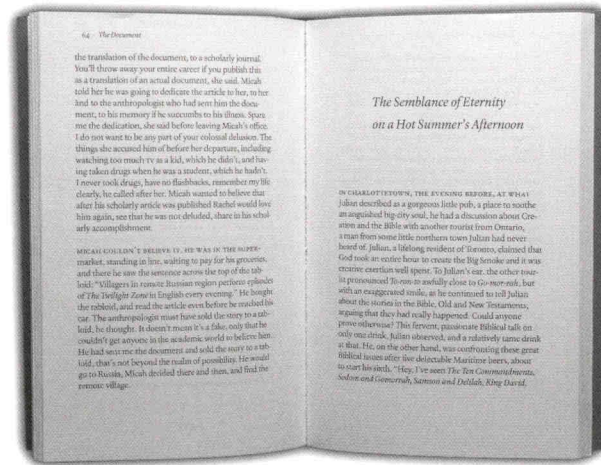 64 – The Document
the translation of the document, to a scholarly journal.
You'll throw away your entire career if you publish this
as a translation of an actual document, she said. Micah
told her he was going to dedicate the article to her, to her
and to the anthropologist who had sent him the docu-
ment, to his memory if he succumbs to his illness. Spare
me the dedication, she said before leaving Micah's office.
I do not want to be any part of your colossal delusion. The
things she accused him of before her departure, including
watching too much TV as a kid, which he didn't, and hav-
ing taken drugs when he was a student, which he hadn't.
I never took drugs, have no flashbacks, remember my life
clearly, he called after her. Micah wanted to believe that
after his scholarly article was published Rachel would love
him again, see that he was not deluded, share in his schol-
arly accomplishment.
MICAH COULDN'T BELIEVE IT. HE WAS IN THE SUPER-
market, standing in line, waiting to pay for his groceries,
and there he saw the sentence across the top of the tab-
loid: "Villagers in remote Russian region perform episodes
of The Twilight Zone in English every evening." He bought
the tabloid, and read the article even before he reached his
car. The anthropologist must have sold the story to a tab-
loid, he thought. It doesn't mean it's a fake, only that he
couldn't get anyone in the academic world to believe him.
He had sent me the document and sold the story to a tab-
loid, that's not beyond the realm of possibility. He would
go to Russia, Micah decided there and then, and find the
remote village.
The Semblance of Eternity
on a Hot Summer's Afternoon
IN CHARLOTTETOWN, THE EVENING BEFORE, AT WHAT
Julian described as a gorgeous little pub, a place to soothe
an anguished big-city soul, he had a discussion about Cre-
ation and the Bible with another tourist from Ontario,
a man from some little northern town Julian had never
heard of. Julian, a lifelong resident of Toronto, claimed that
God took an entire hour to create the Big Smoke and it was
creative exertion well spent. To Julian's ear, the other tour-
ist pronounced To-ron-to awfully close to Go-mor-rah, but
with an exaggerated smile, as he continued to tell Julian
about the stories in the Bible, Old and New Testaments,
arguing that they had really happened. Could anyone
prove otherwise? This fervent, passionate Biblical talk on
only one drink, Julian observed, and a relatively tame drink
at that. He, on the other hand, was confronting these great
Biblical issues after five delectable Maritime beers, about
to start his sixth. "Hey, I've seen The Ten Commandments,
Sodom and Gomorrah, Samson and Delilah, King David,